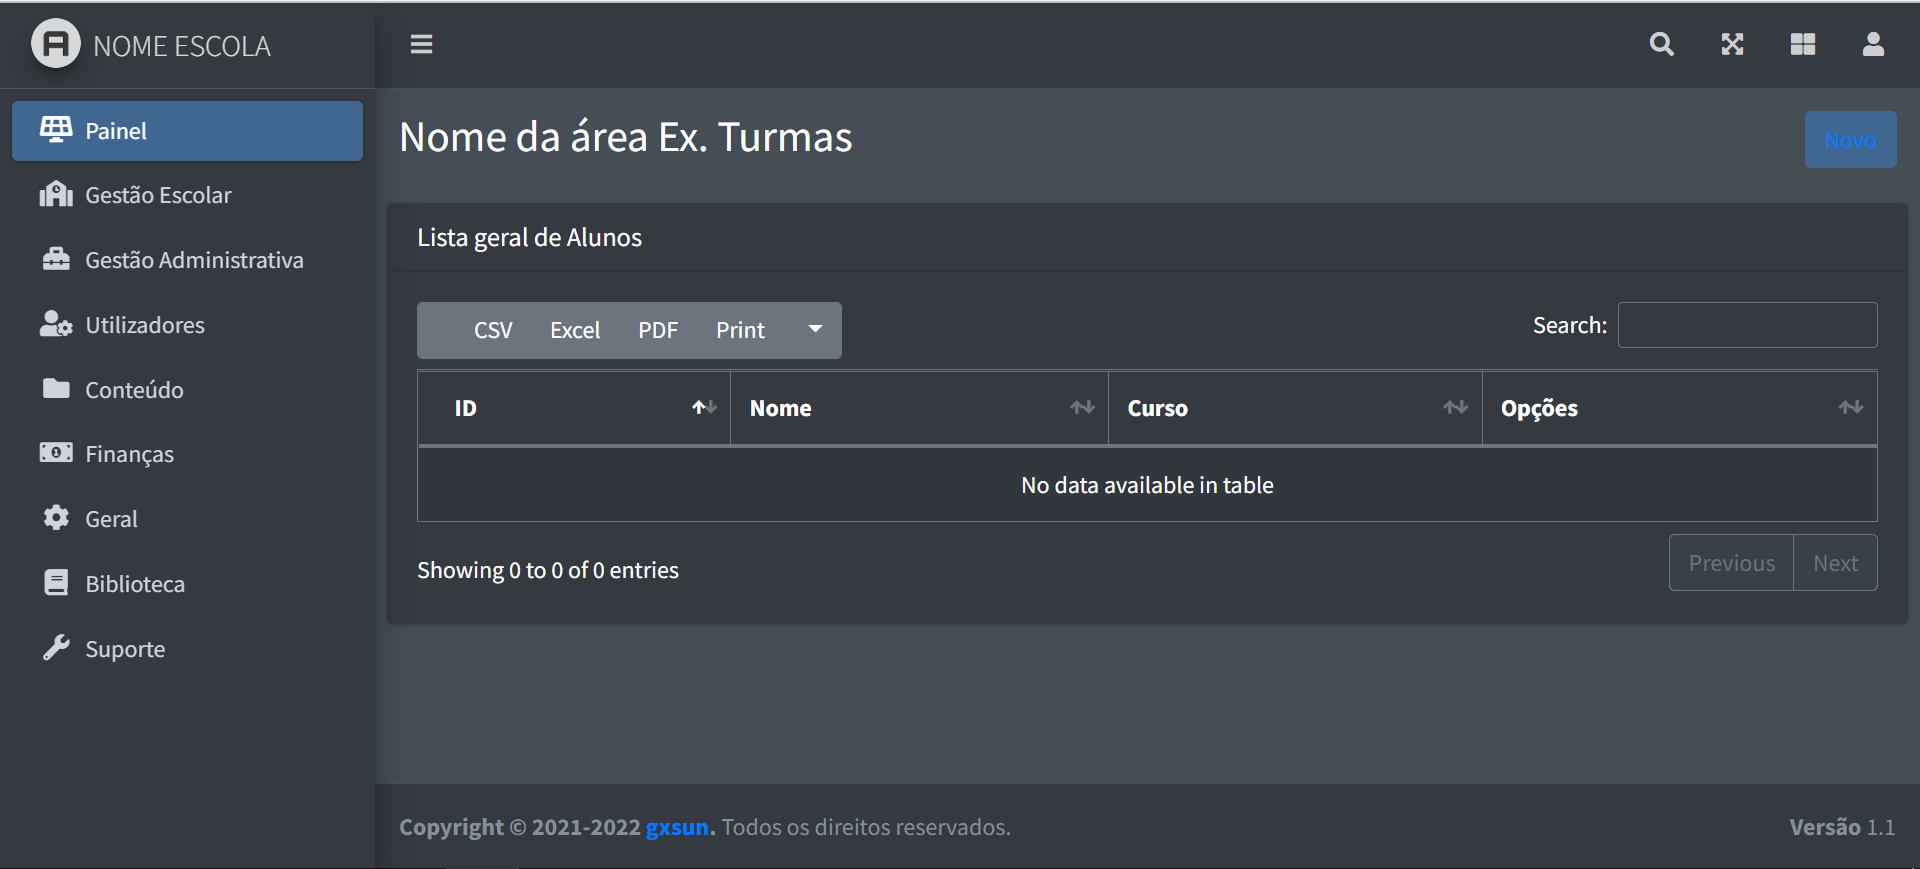 NOME ESCOLA
Painel
Gestão Escolar
Gestão Administrativa
Utilizadores
Conteúdo
Finanças
Geral
Biblioteca
Suporte
Nome da área Ex. Turmas
Novo
Lista geral de Alunos
CSV Excel PDF Print
Search:
ID Nome Curso Opções
No data available in table
Showing 0 to 0 of 0 entries
Previous Next
Copyright © 2021-2022 gxsun. Todos os direitos reservados.
Versão 1.1